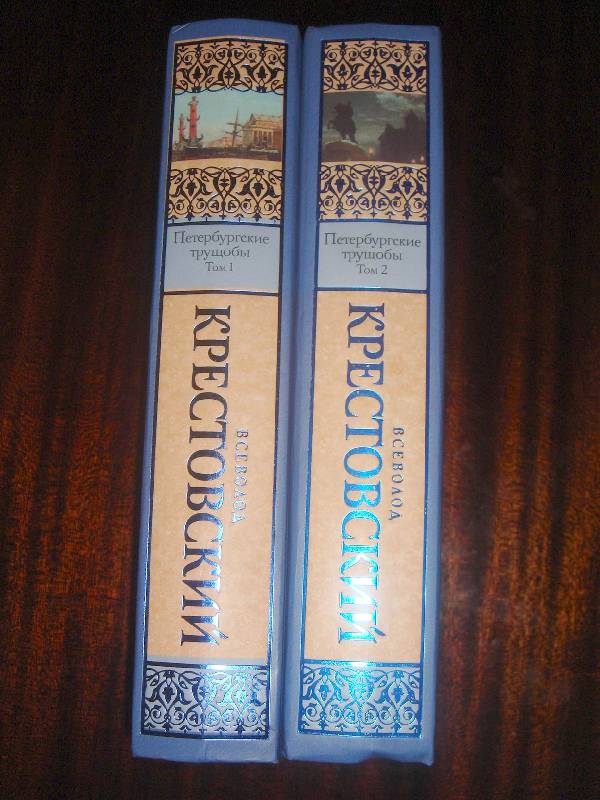 Петербургские
трущобы
Том 1
ВСЕВОЛОД
КРЕСТОВСКИЙ
Петербургские
трущобы
Том 2
ВСЕВОЛОД
КРЕСТОВСКИЙ